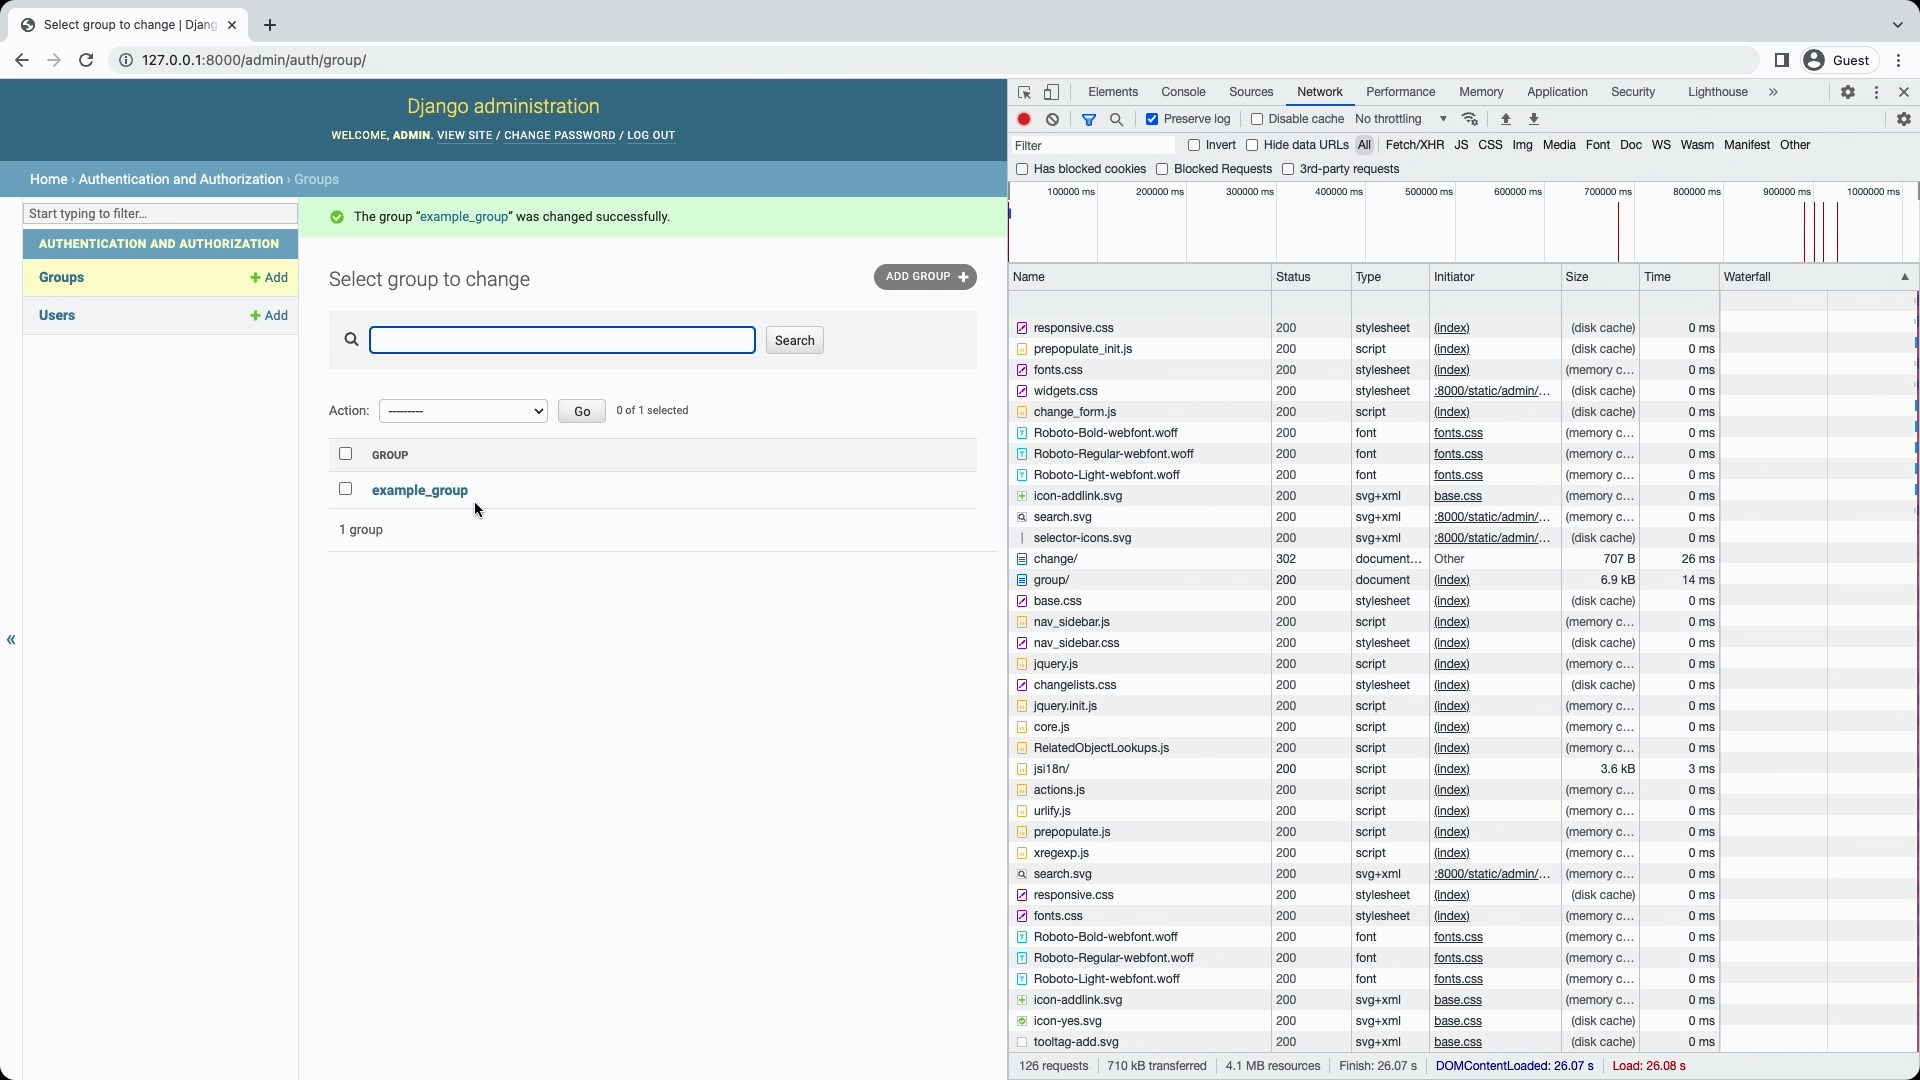 Select group to change | Djang
127.0.0.1:8000/admin/auth/group/
Guest
Django administration
WELCOME, ADMIN. VIEW SITE / CHANGE PASSWORD / LOG OUT
Home › Authentication and Authorization › Groups
Start typing to filter...
AUTHENTICATION AND AUTHORIZATION
Groups + Add
Users + Add
«
The group “example_group” was changed successfully.
Select group to change
ADD GROUP +
Search
Action: --------- Go 0 of 1 selected
GROUP
example_group
1 group
Elements Console Sources Network Performance Memory Application Security Lighthouse »
Preserve log Disable cache No throttling
Filter Invert Hide data URLs All Fetch/XHR JS CSS Img Media Font Doc WS Wasm Manifest Other
Has blocked cookies Blocked Requests 3rd-party requests
100000 ms 200000 ms 300000 ms 400000 ms 500000 ms 600000 ms 700000 ms 800000 ms 900000 ms 1000000 ms
Name Status Type Initiator Size Time Waterfall
responsive.css 200 stylesheet (index) (disk cache) 0 ms
prepopulate_init.js 200 script (index) (disk cache) 0 ms
fonts.css 200 stylesheet (index) (memory c... 0 ms
widgets.css 200 stylesheet :8000/static/admin/... (disk cache) 0 ms
change_form.js 200 script (index) (disk cache) 0 ms
Roboto-Bold-webfont.woff 200 font fonts.css (memory c... 0 ms
Roboto-Regular-webfont.woff 200 font fonts.css (memory c... 0 ms
Roboto-Light-webfont.woff 200 font fonts.css (memory c... 0 ms
icon-addlink.svg 200 svg+xml base.css (memory c... 0 ms
search.svg 200 svg+xml :8000/static/admin/... (memory c... 0 ms
selector-icons.svg 200 svg+xml :8000/static/admin/... (disk cache) 0 ms
change/ 302 document... Other 707 B 26 ms
group/ 200 document (index) 6.9 kB 14 ms
base.css 200 stylesheet (index) (disk cache) 0 ms
nav_sidebar.js 200 script (index) (memory c... 0 ms
nav_sidebar.css 200 stylesheet (index) (disk cache) 0 ms
jquery.js 200 script (index) (memory c... 0 ms
changelists.css 200 stylesheet (index) (disk cache) 0 ms
jquery.init.js 200 script (index) (memory c... 0 ms
core.js 200 script (index) (memory c... 0 ms
RelatedObjectLookups.js 200 script (index) (memory c... 0 ms
jsi18n/ 200 script (index) 3.6 kB 3 ms
actions.js 200 script (index) (memory c... 0 ms
urlify.js 200 script (index) (memory c... 0 ms
prepopulate.js 200 script (index) (memory c... 0 ms
xregexp.js 200 script (index) (memory c... 0 ms
search.svg 200 svg+xml :8000/static/admin/... (memory c... 0 ms
responsive.css 200 stylesheet (index) (disk cache) 0 ms
fonts.css 200 stylesheet (index) (memory c... 0 ms
Roboto-Bold-webfont.woff 200 font fonts.css (memory c... 0 ms
Roboto-Regular-webfont.woff 200 font fonts.css (memory c... 0 ms
Roboto-Light-webfont.woff 200 font fonts.css (memory c... 0 ms
icon-addlink.svg 200 svg+xml base.css (memory c... 0 ms
icon-yes.svg 200 svg+xml base.css (disk cache) 0 ms
tooltag-add.svg 200 svg+xml base.css (disk cache) 0 ms
126 requests 710 kB transferred 4.1 MB resources Finish: 26.07 s DOMContentLoaded: 26.07 s Load: 26.08 s